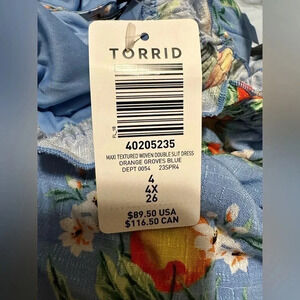 TORRID
40205235
MAXI TEXTURED WOVEN DOUBLE SLIT DRESS
ORANGE GROVES BLUE
DEPT 0054 23SPR4
4
4X
26
$89.50 USA
$116.50 CAN